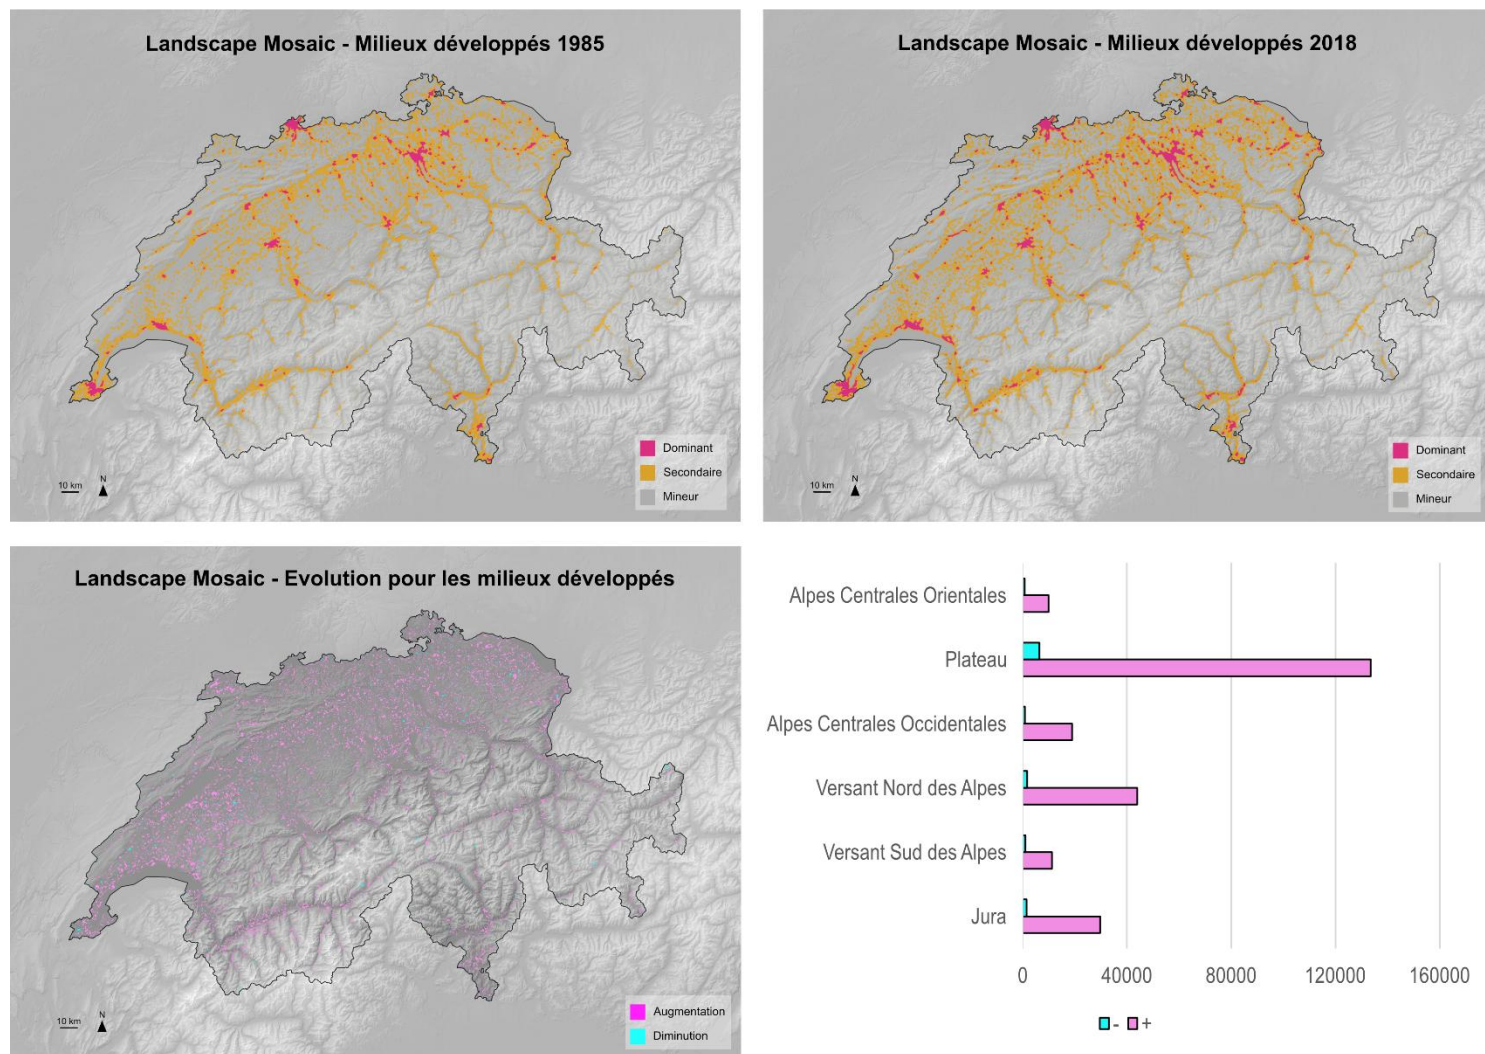 Landscape Mosaic - Milieux développés 1985
Dominant
Secondaire
Mineur
10 km
N
Landscape Mosaic - Milieux développés 2018
Dominant
Secondaire
Mineur
10 km
N
Landscape Mosaic - Evolution pour les milieux développés
Augmentation
Diminution
10 km
N
Alpes Centrales Orientales
Plateau
Alpes Centrales Occidentales
Versant Nord des Alpes
Versant Sud des Alpes
Jura
0 40000 80000 120000 160000
- +